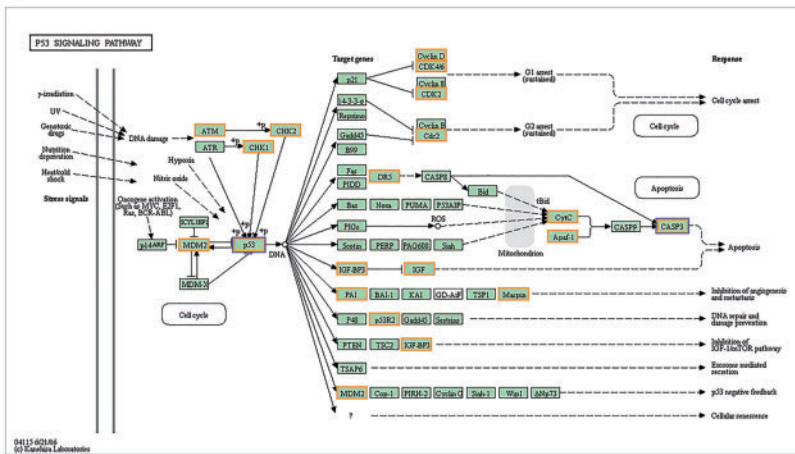 P53 SIGNALING PATHWAY
Target genes
Response
γ-irradiation
UV
Genotoxic
drugs
Nutrition
deprivation
Heat/cold
shock
Stress signals
DNA damage
ATM
+p
CHK2
ATR
+p
CHK1
Hypoxia
Nitric oxide
Oncogene activation
(Such as MYC, E2F1,
Ras, BCR-ABL)
+p
+p
+p
p14ARF
MDM2
p53
MDM-X
DNA
Cell cycle
p21
Cyclin D
CDK4/6
Cyclin E
CDK2
G1 arrest
(sustained)
14-3-3-σ
Reprimo
Gadd45
B99
Cyclin B
Cdc2
G2 arrest
(sustained)
Cell cycle arrest
Cell cycle
Fas
PIDD
DR5
CASP8
Bid
tBid
Bax
Noxa
PUMA
P53AIP
PIGs
ROS
Mitochondrion
CytC
Apaf-1
CASP9
CASP3
Apoptosis
Apoptosis
Scotin
PERP
PAG608
Siah
IGF-BP3
IGF
PAI
BAI-1
KAI
GD-AiF
TSP1
Maspin
Inhibition of angiogenesis
and metastasis
P48
p53R2
Gadd45
Sestrins
DNA repair and
damage prevention
PTEN
TSC2
IGF-BP3
Inhibition of
IGF-1/mTOR pathway
TSAP6
Exosome mediated
secretion
MDM2
Cop-1
PIRH-2
Cyclin G
Siah-1
Wip1
ΔNp73
p53 negative feedback
?
Cellular senescence
04115 6/21/16
(c) Kanehisa Laboratories